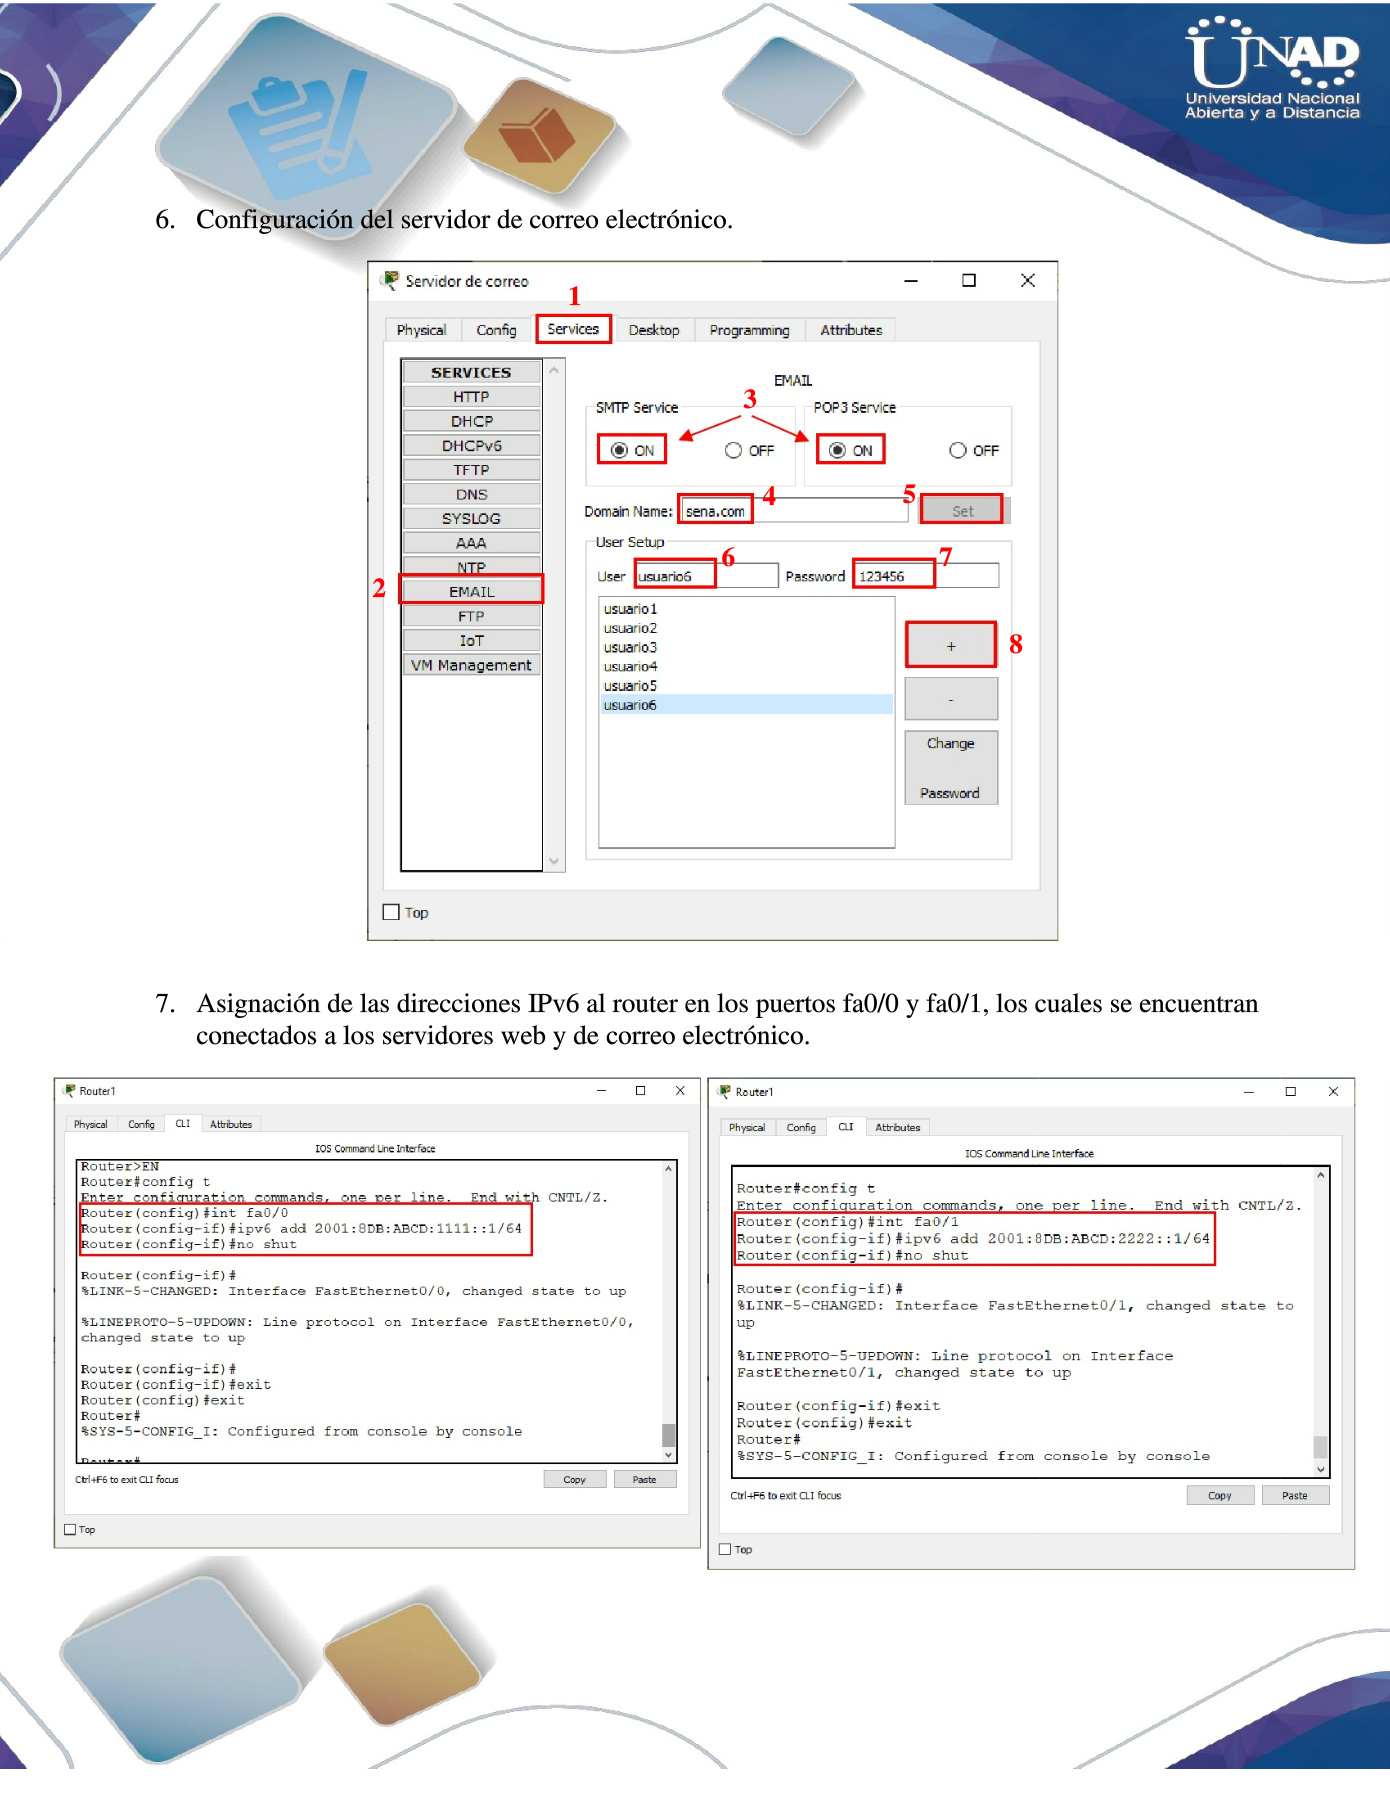 UNAD
Universidad Nacional
Abierta y a Distancia
6. Configuración del servidor de correo electrónico.
Servidor de correo
1
Physical Config Services Desktop Programming Attributes
SERVICES
HTTP
DHCP
DHCPv6
TFTP
DNS
SYSLOG
AAA
NTP
2 EMAIL
FTP
IoT
VM Management
EMAIL
3
SMTP Service POP3 Service
ON OFF ON OFF
Domain Name: sena.com 4 5 Set
User Setup
6 7
User usuario6 Password 123456
usuario1
usuario2
usuario3
usuario4
usuario5
usuario6
+ 8
-
Change
Password
Top
7. Asignación de las direcciones IPv6 al router en los puertos fa0/0 y fa0/1, los cuales se encuentran
conectados a los servidores web y de correo electrónico.
Router1
Physical Config CLI Attributes
IOS Command Line Interface
Router>EN
Router#config t
Enter configuration commands, one per line. End with CNTL/Z.
Router(config)#int fa0/0
Router(config-if)#ipv6 add 2001:8DB:ABCD:1111::1/64
Router(config-if)#no shut
Router(config-if)#
%LINK-5-CHANGED: Interface FastEthernet0/0, changed state to up
%LINEPROTO-5-UPDOWN: Line protocol on Interface FastEthernet0/0,
changed state to up
Router(config-if)#
Router(config-if)#exit
Router(config)#exit
Router#
%SYS-5-CONFIG_I: Configured from console by console
Router#
Ctrl+F6 to exit CLI focus
Copy Paste
Top
Router1
Physical Config CLI Attributes
IOS Command Line Interface
Router#config t
Enter configuration commands, one per line. End with CNTL/Z.
Router(config)#int fa0/1
Router(config-if)#ipv6 add 2001:8DB:ABCD:2222::1/64
Router(config-if)#no shut
Router(config-if)#
%LINK-5-CHANGED: Interface FastEthernet0/1, changed state to
up
%LINEPROTO-5-UPDOWN: Line protocol on Interface
FastEthernet0/1, changed state to up
Router(config-if)#exit
Router(config)#exit
Router#
%SYS-5-CONFIG_I: Configured from console by console
Ctrl+F6 to exit CLI focus
Copy Paste
Top